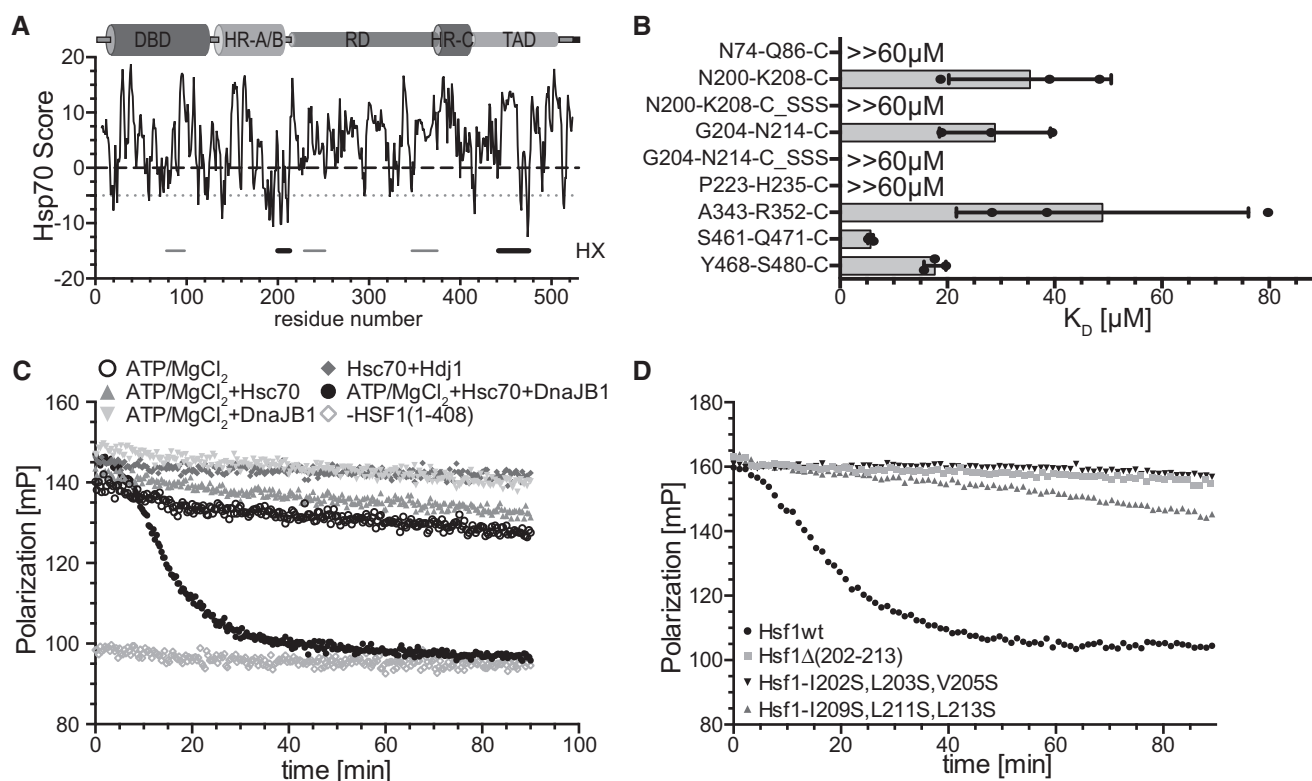 A
DBD HR-A/B RD HR-C TAD
20
10
0
-10
-20
Hsp70 Score
HX
0 100 200 300 400 500
residue number
B
N74-Q86-C >>60µM
N200-K208-C
N200-K208-C_SSS >>60µM
G204-N214-C
G204-N214-C_SSS >>60µM
P223-H235-C >>60µM
A343-R352-C
S461-Q471-C
Y468-S480-C
0 20 40 60 80
K_D [µM]
C
ATP/MgCl₂ Hsc70+Hdj1
ATP/MgCl₂+Hsc70 ATP/MgCl₂+Hsc70+DnaJB1
ATP/MgCl₂+DnaJB1 -HSF1(1-408)
160
140
120
100
80
Polarization [mP]
0 20 40 60 80 100
time [min]
D
180
160
140
120
100
80
Polarization [mP]
Hsf1wt
Hsf1Δ(202-213)
Hsf1-I202S,L203S,V205S
Hsf1-I209S,L211S,L213S
0 20 40 60 80
time [min]